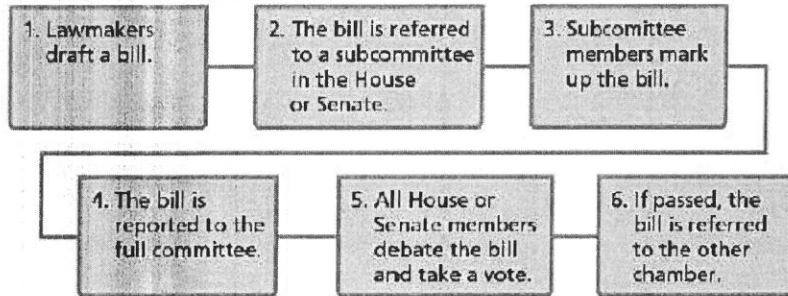 1. Lawmakers
draft a bill.
2. The bill is referred
to a subcommittee
in the House
or Senate.
3. Subcomittee
members mark
up the bill.
4. The bill is
reported to the
full committee.
5. All House or
Senate members
debate the bill
and take a vote.
6. If passed, the
bill is referred
to the other
chamber.